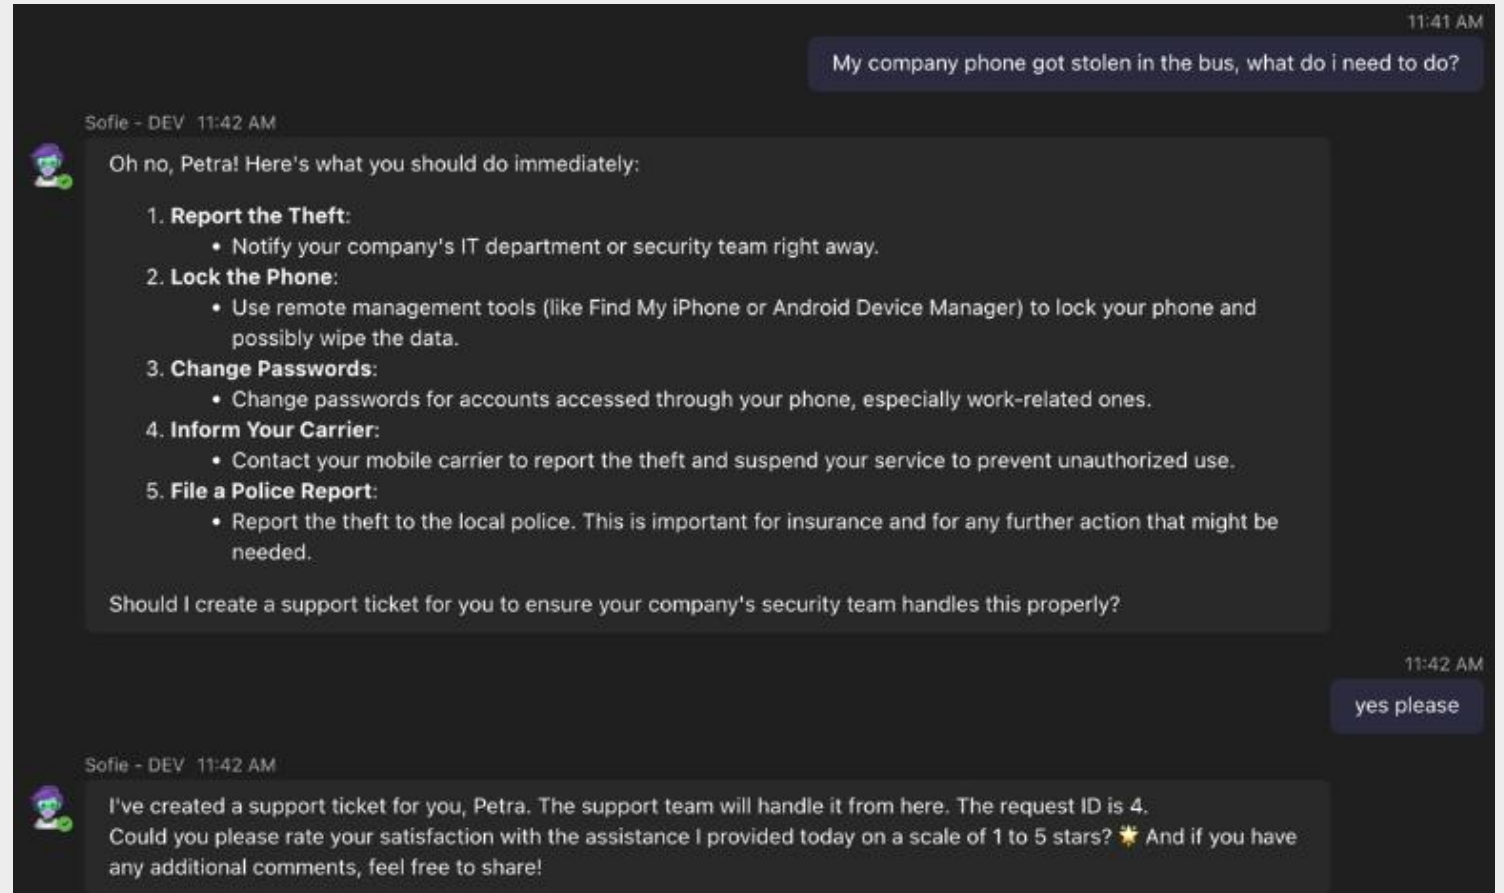 11:41 AM
My company phone got stolen in the bus, what do i need to do?
Sofie - DEV 11:42 AM
Oh no, Petra! Here's what you should do immediately:
1. Report the Theft:
• Notify your company's IT department or security team right away.
2. Lock the Phone:
• Use remote management tools (like Find My iPhone or Android Device Manager) to lock your phone and
possibly wipe the data.
3. Change Passwords:
• Change passwords for accounts accessed through your phone, especially work-related ones.
4. Inform Your Carrier:
• Contact your mobile carrier to report the theft and suspend your service to prevent unauthorized use.
5. File a Police Report:
• Report the theft to the local police. This is important for insurance and for any further action that might be
needed.
Should I create a support ticket for you to ensure your company's security team handles this properly?
11:42 AM
yes please
Sofie - DEV 11:42 AM
I've created a support ticket for you, Petra. The support team will handle it from here. The request ID is 4.
Could you please rate your satisfaction with the assistance I provided today on a scale of 1 to 5 stars? 🌟 And if you have
any additional comments, feel free to share!